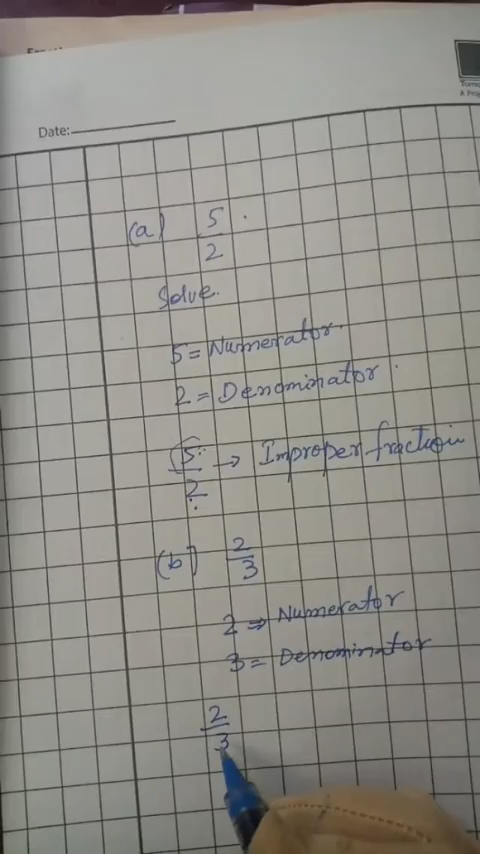 Date:
(a) 5/2 .
Solve.
5 = Numerator.
2 = Denominator.
5/2 → Improper fraction
(b) 2/3
2 ⇒ Numerator
3 = Denominator
2/3